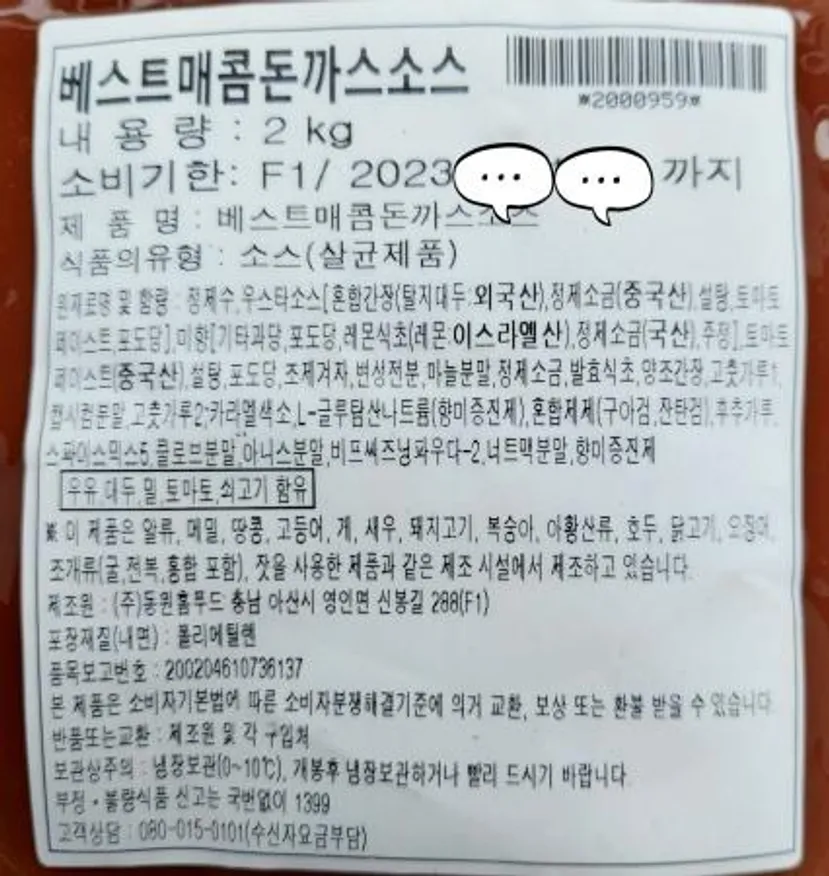 베스트매콤돈까스소스
*2000959*
내 용 량 : 2 kg
소비기한: F1/ 2023 ... ... 까지
제 품 명 : 베스트매콤돈까스소스
식품의유형 : 소스(살균제품)
원재료명 및 함량 : 정제수,우스타소스[혼합간장(탈지대두:외국산),정제소금(중국산),설탕,토마토
페이스트,포도당],미향[기타과당,포도당,레몬식초(레몬:이스라엘산),정제소금(국산),주정],토마토
페이스트(중국산),설탕,포도당,조제겨자,변성전분,마늘분말,정제소금,발효식초,양조간장,고춧가루1,
캡시컴분말,고춧가루2,카라멜색소,L-글루탐산나트륨(향미증진제),혼합제제(구아검,잔탄검),후추가루,
스파이스믹스5,클로브분말,아니스분말,비프씨즈닝파우다-2,너트맥분말,향미증진제
우유,대두,밀,토마토,쇠고기 함유
※ 이 제품은 알류, 메밀, 땅콩, 고등어, 게, 새우, 돼지고기, 복숭아, 아황산류, 호두, 닭고기, 오징어,
조개류(굴,전복,홍합 포함), 잣을 사용한 제품과 같은 제조 시설에서 제조하고 있습니다.
제조원 : (주)동원홈푸드 충남 아산시 영인면 신봉길 288(F1)
포장재질(내면) : 폴리에틸렌
품목보고번호 : 200204610736137
본 제품은 소비자기본법에 따른 소비자분쟁해결기준에 의거 교환, 보상 또는 환불 받을 수 있습니다.
반품또는교환 : 제조원 및 각 구입처
보관상주의 : 냉장보관(0~10℃), 개봉후 냉장보관하거나 빨리 드시기 바랍니다.
부정·불량식품 신고는 국번없이 1399
고객상담 : 080-015-0101(수신자요금부담)